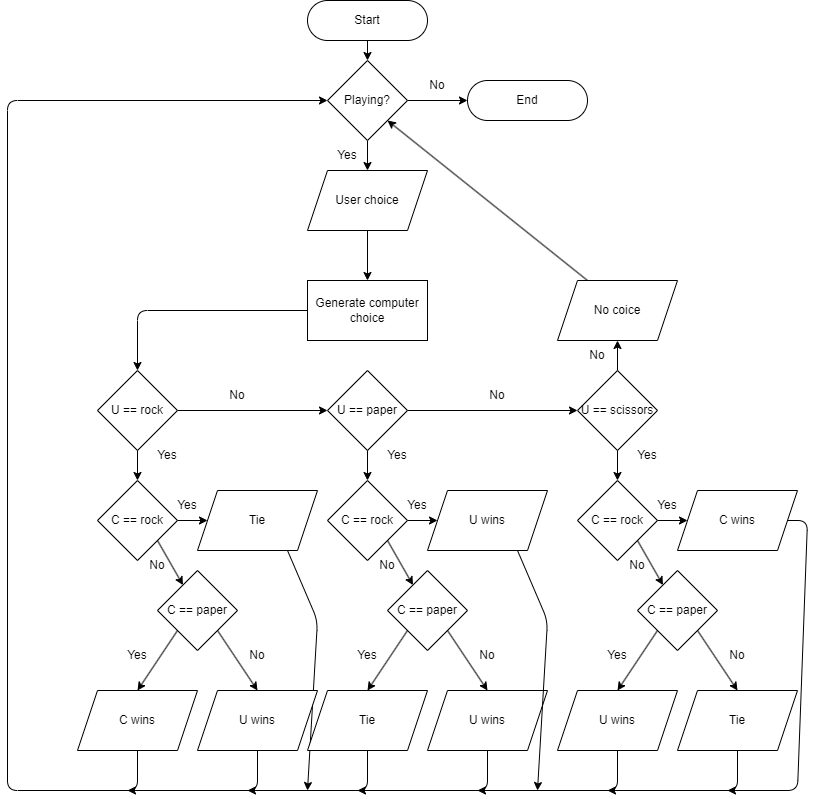 Start
No
Playing?
End
Yes
User choice
Generate computer
choice
No coice
No
No
No
U == rock
U == paper
U == scissors
Yes
Yes
Yes
Yes
Yes
Yes
C == rock
Tie
C == rock
U wins
C == rock
C wins
No
No
No
C == paper
C == paper
C == paper
Yes
No
Yes
No
Yes
No
C wins
U wins
Tie
U wins
U wins
Tie